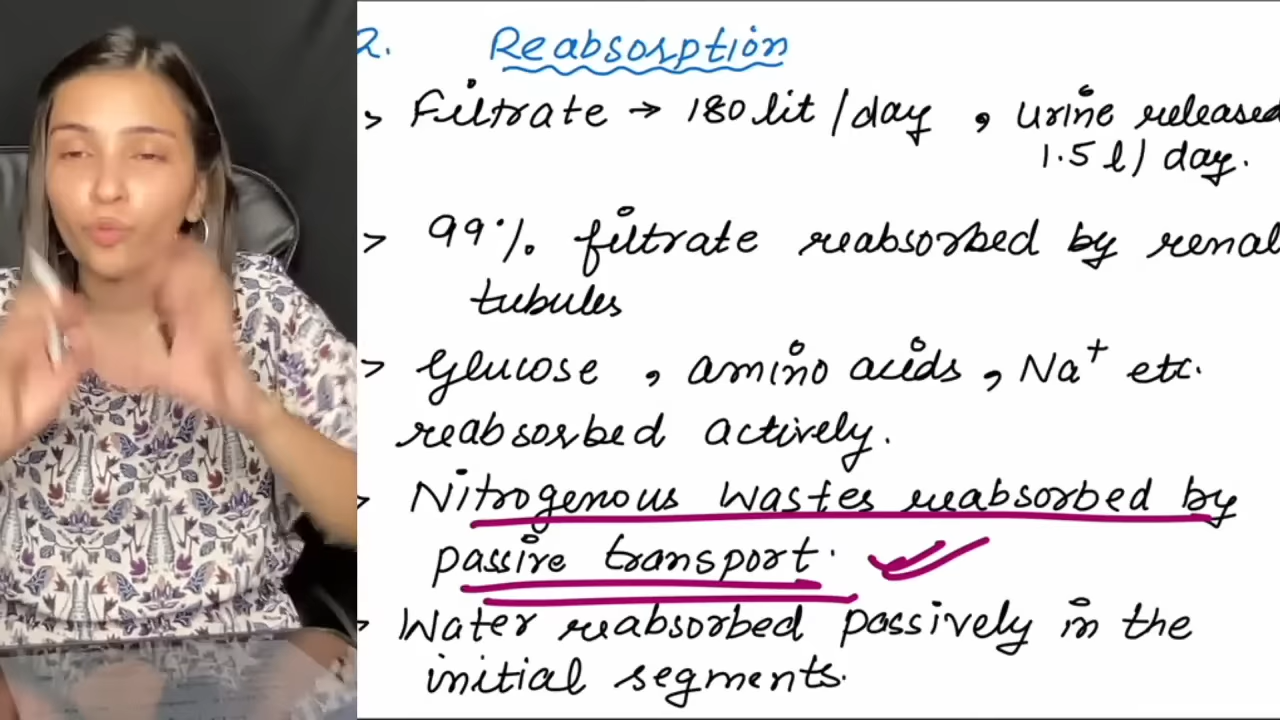 2. Reabsorption
> Filtrate → 180 lit / day , Urine released
1.5 l / day.
> 99% filtrate reabsorbed by renal
tubules
> Glucose , amino acids , Na⁺ etc.
reabsorbed actively.
> Nitrogenous wastes reabsorbed by
passive transport.
> Water reabsorbed passively in the
initial segments.